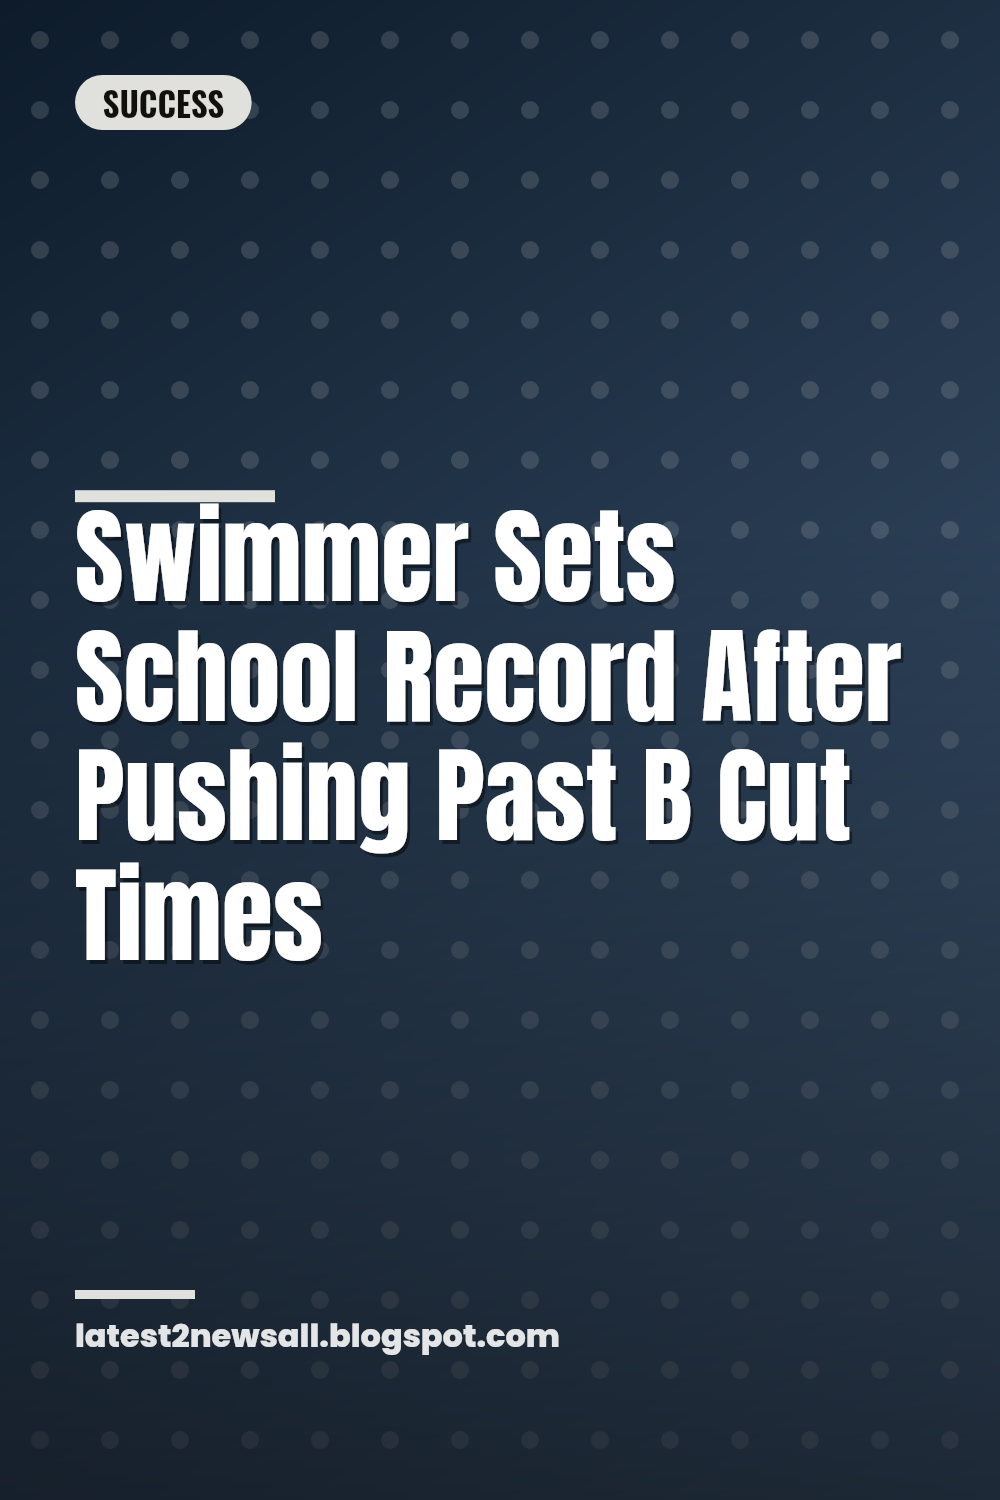 SUCCESS
Swimmer Sets
School Record After
Pushing Past B Cut
Times
latest2newsall.blogspot.com